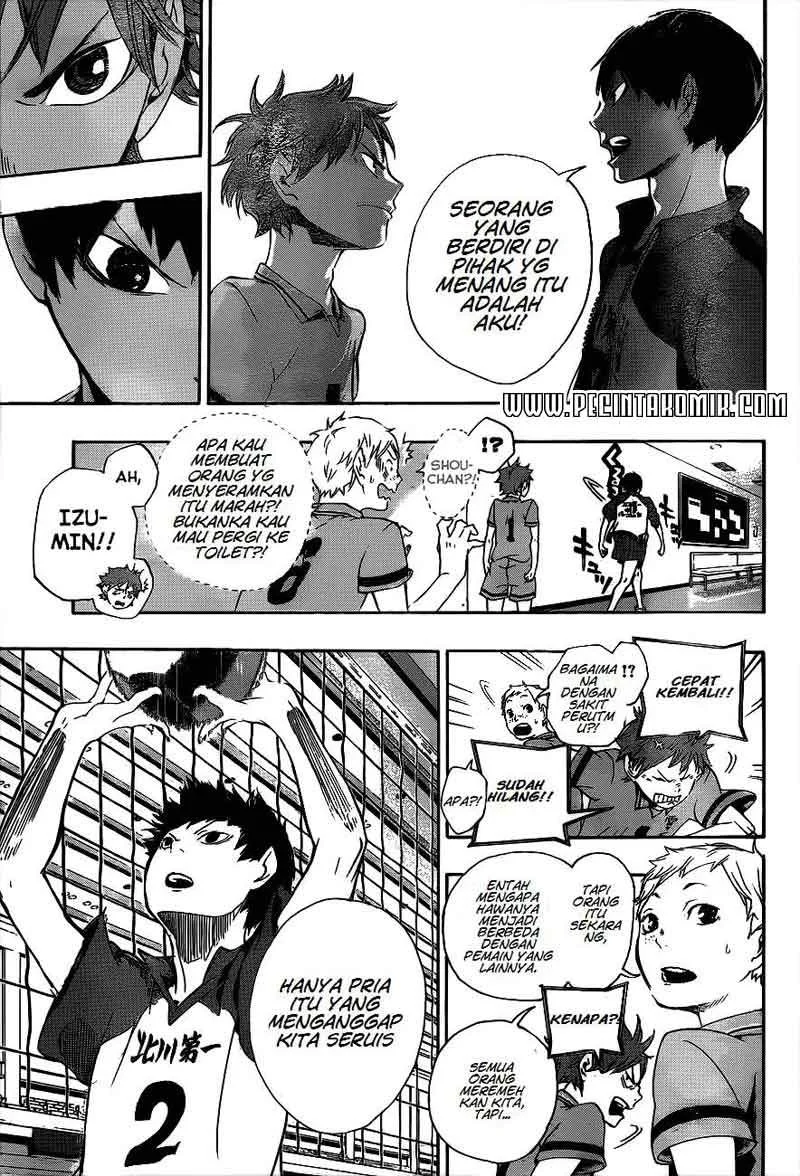 SEORANG
YANG
BERDIRI DI
PIHAK YG
MENANG ITU
ADALAH
AKU!
WWW.PECINTAKOMIK.COM
!?
SHOU-
CHAN?!
APA KAU
MEMBUAT
ORANG YG
MENYERAMKAN
ITU MARAH?!
BUKANKA KAU
MAU PERGI KE
TOILET?!
AH,
IZU-
MIN!!
6
1
CEPAT
KEMBALI!!
!?
BAGAIMA
NA
DENGAN
SAKIT
PERUTM
U?!
SUDAH
HILANG!!
APA?!
TAPI
ORANG
ITU
SEKARA
NG,
ENTAH
MENGAPA
HAWANYA
MENJADI
BERBEDA
DENGAN
PEMAIN YANG
LAINNYA.
KENAPA?!
SEMUA
ORANG
MEREMEH
KAN KITA,
TAPI...
HANYA PRIA
ITU YANG
MENGANGGAP
KITA SERUIS
北川第一
2